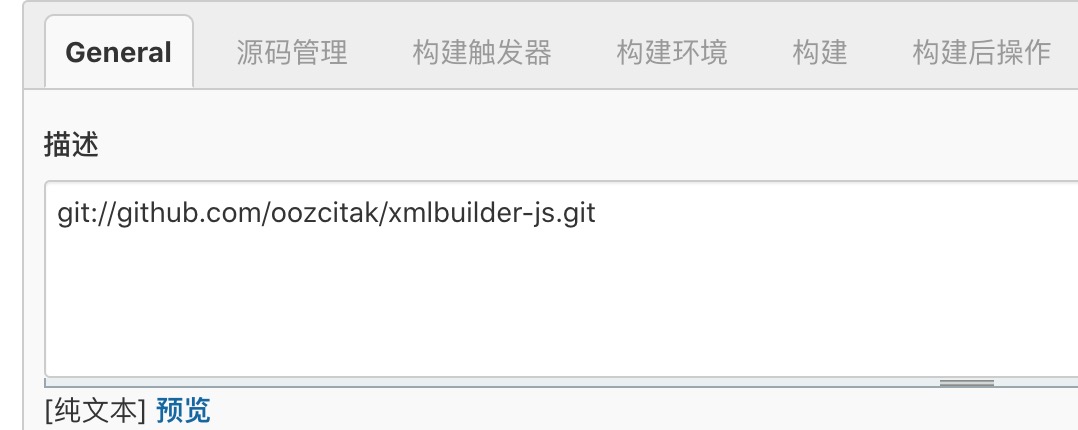 General 源码管理 构建触发器 构建环境 构建 构建后操作
描述
git://github.com/oozcitak/xmlbuilder-js.git
[纯文本] 预览